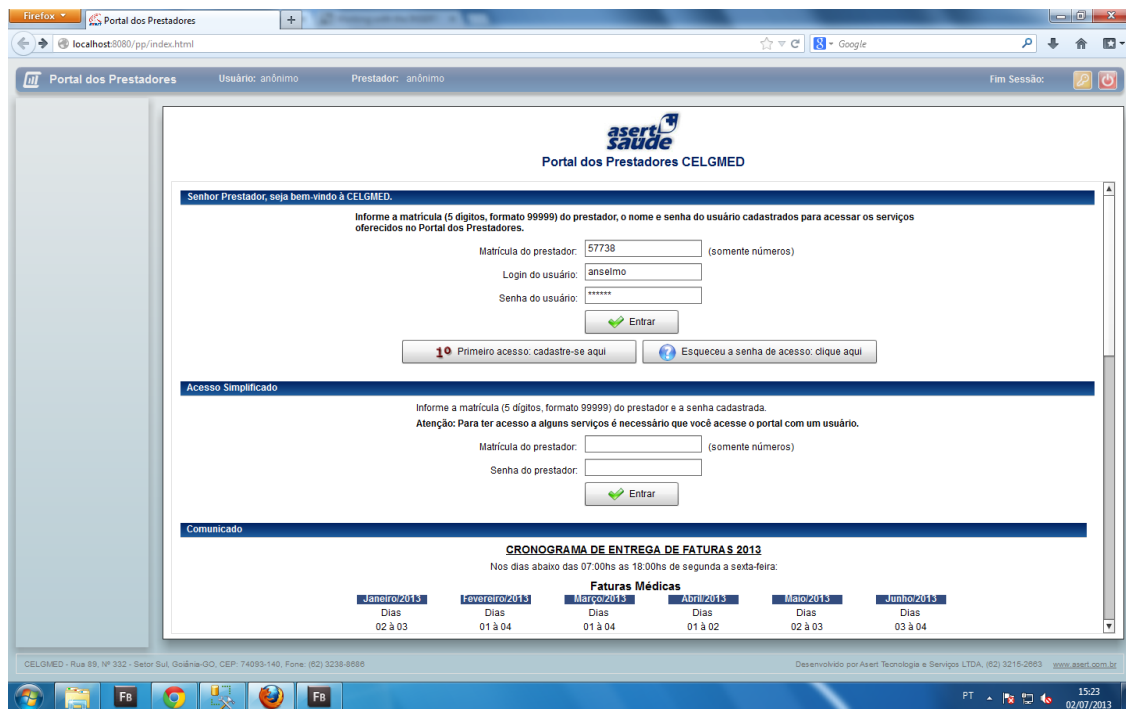 Firefox
Portal dos Prestadores
localhost:8080/pp/index.html
Google
Portal dos Prestadores
Usuário: anônimo
Prestador: anônimo
Fim Sessão:
asert
saúde
Portal dos Prestadores CELGMED
Senhor Prestador, seja bem-vindo à CELGMED.
Informe a matrícula (5 digitos, formato 99999) do prestador, o nome e senha do usuário cadastrados para acessar os serviços
oferecidos no Portal dos Prestadores.
Matrícula do prestador: 57738 (somente números)
Login do usuário: anselmo
Senha do usuário: ******
Entrar
1º Primeiro acesso: cadastre-se aqui
Esqueceu a senha de acesso: clique aqui
Acesso Simplificado
Informe a matrícula (5 dígitos, formato 99999) do prestador e a senha cadastrada.
Atenção: Para ter acesso a alguns serviços é necessário que você acesse o portal com um usuário.
Matrícula do prestador: (somente números)
Senha do prestador:
Entrar
Comunicado
CRONOGRAMA DE ENTREGA DE FATURAS 2013
Nos dias abaixo das 07:00hs as 18:00hs de segunda a sexta-feira:
Faturas Médicas
Janeiro/2013 Fevereiro/2013 Março/2013 Abril/2013 Maio/2013 Junho/2013
Dias Dias Dias Dias Dias Dias
02 à 03 01 à 04 01 à 04 01 à 02 02 à 03 03 à 04
CELGMED - Rua 89, Nº 332 - Setor Sul, Goiânia-GO, CEP: 74093-140, Fone: (62) 3238-8686
Desenvolvido por Asert Tecnologia e Serviços LTDA, (62) 3215-2663 www.asert.com.br
FB
FB
PT
15:23
02/07/2013